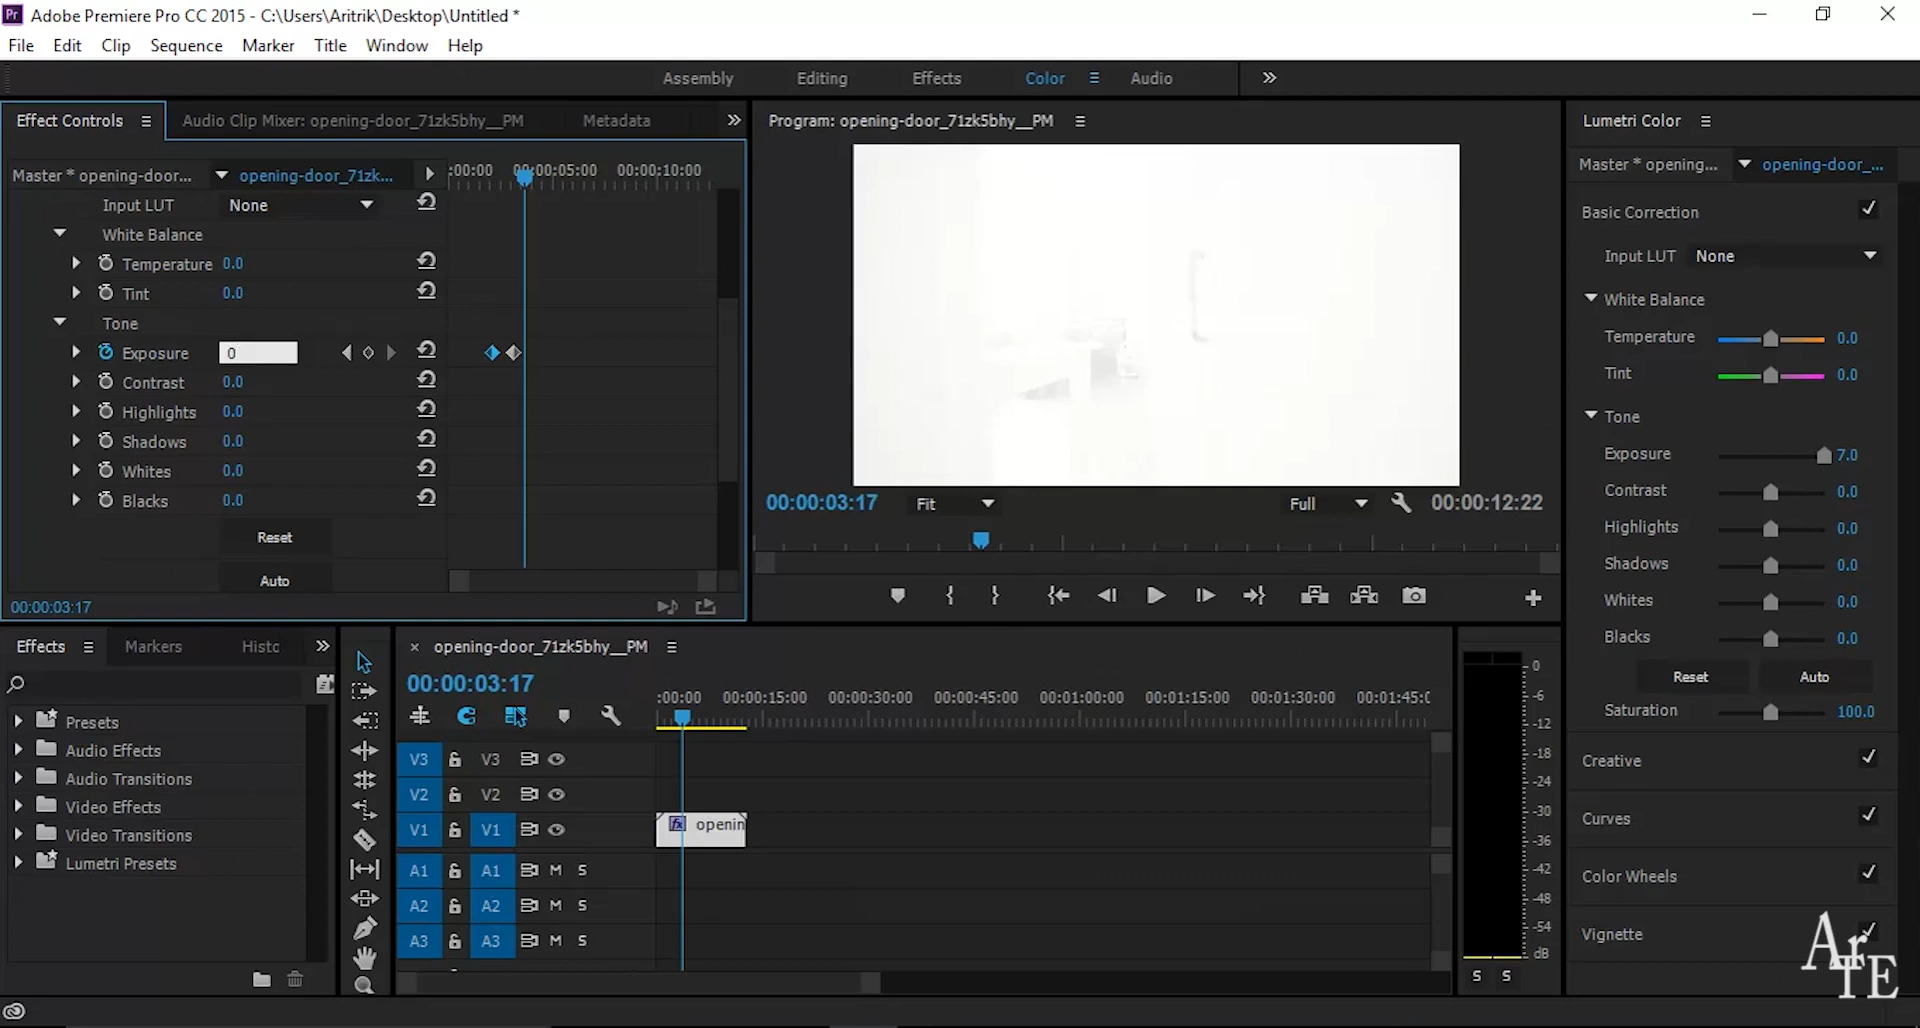 Adobe Premiere Pro CC 2015 - C:\Users\Aritrik\Desktop\Untitled *
File Edit Clip Sequence Marker Title Window Help
Assembly Editing Effects Color Audio
Effect Controls Audio Clip Mixer: opening-door_71zk5bhy__PM Metadata
Master * opening-door... opening-door_71zk... :00:00 00:00:05:00 00:00:10:00
Input LUT None
White Balance
Temperature 0.0
Tint 0.0
Tone
Exposure 0
Contrast 0.0
Highlights 0.0
Shadows 0.0
Whites 0.0
Blacks 0.0
Reset
Auto
00:00:03:17
Program: opening-door_71zk5bhy__PM
00:00:03:17 Fit Full 00:00:12:22
Lumetri Color
Master * opening... opening-door_...
Basic Correction
Input LUT None
White Balance
Temperature 0.0
Tint 0.0
Tone
Exposure 7.0
Contrast 0.0
Highlights 0.0
Shadows 0.0
Whites 0.0
Blacks 0.0
Reset Auto
Saturation 100.0
Creative
Curves
Color Wheels
Vignette
Effects Markers Histo
Presets
Audio Effects
Audio Transitions
Video Effects
Video Transitions
Lumetri Presets
opening-door_71zk5bhy__PM
00:00:03:17
:00:00 00:00:15:00 00:00:30:00 00:00:45:00 00:01:00:00 00:01:15:00 00:01:30:00 00:01:45:0
V3 V3
V2 V2
V1 V1 fx openin
A1 A1 M S
A2 A2 M S
A3 A3 M S
0
-6
-12
-18
-24
-30
-36
-42
-48
-54
dB
S S
ArTE